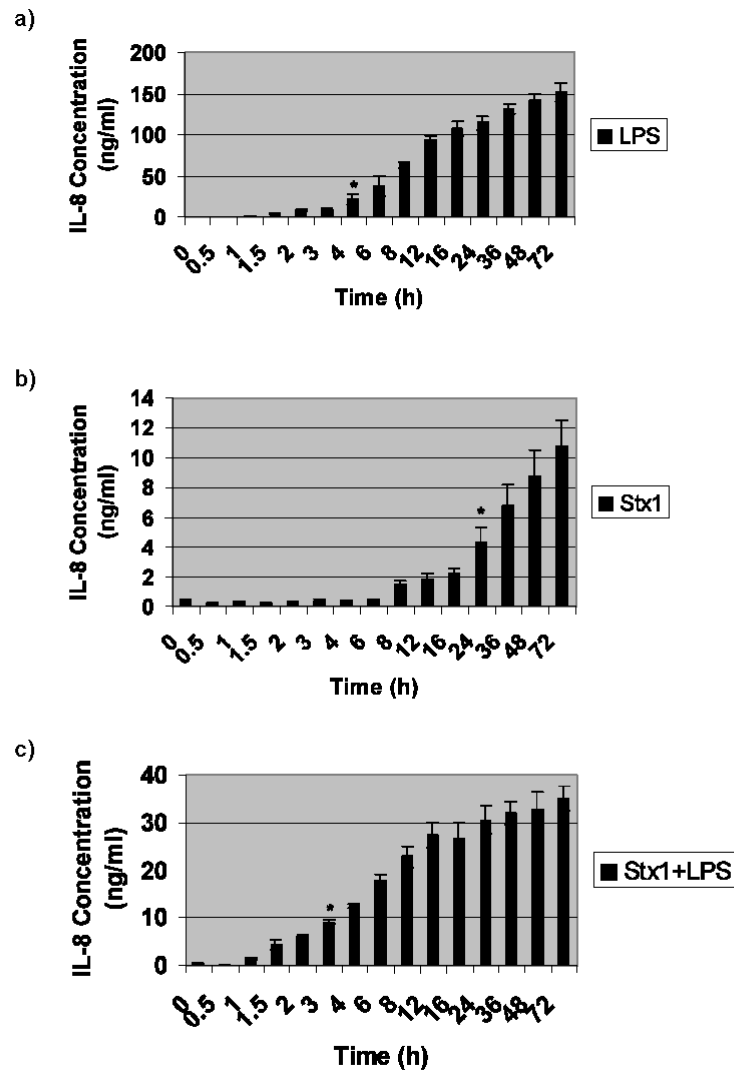 a)
IL-8 Concentration
(ng/ml)
200
150
100
50
0
*
0 0.5 1 1.5 2 3 4 6 8 12 16 24 36 48 72
Time (h)
LPS
b)
IL-8 Concentration
(ng/ml)
14
12
10
8
6
4
2
0
*
0 0.5 1 1.5 2 3 4 6 8 12 16 24 36 48 72
Time (h)
Stx1
c)
IL-8 Concentration
(ng/ml)
40
30
20
10
0
*
0 0.5 1 1.5 2 3 4 6 8 12 16 24 36 48 72
Time (h)
Stx1+LPS